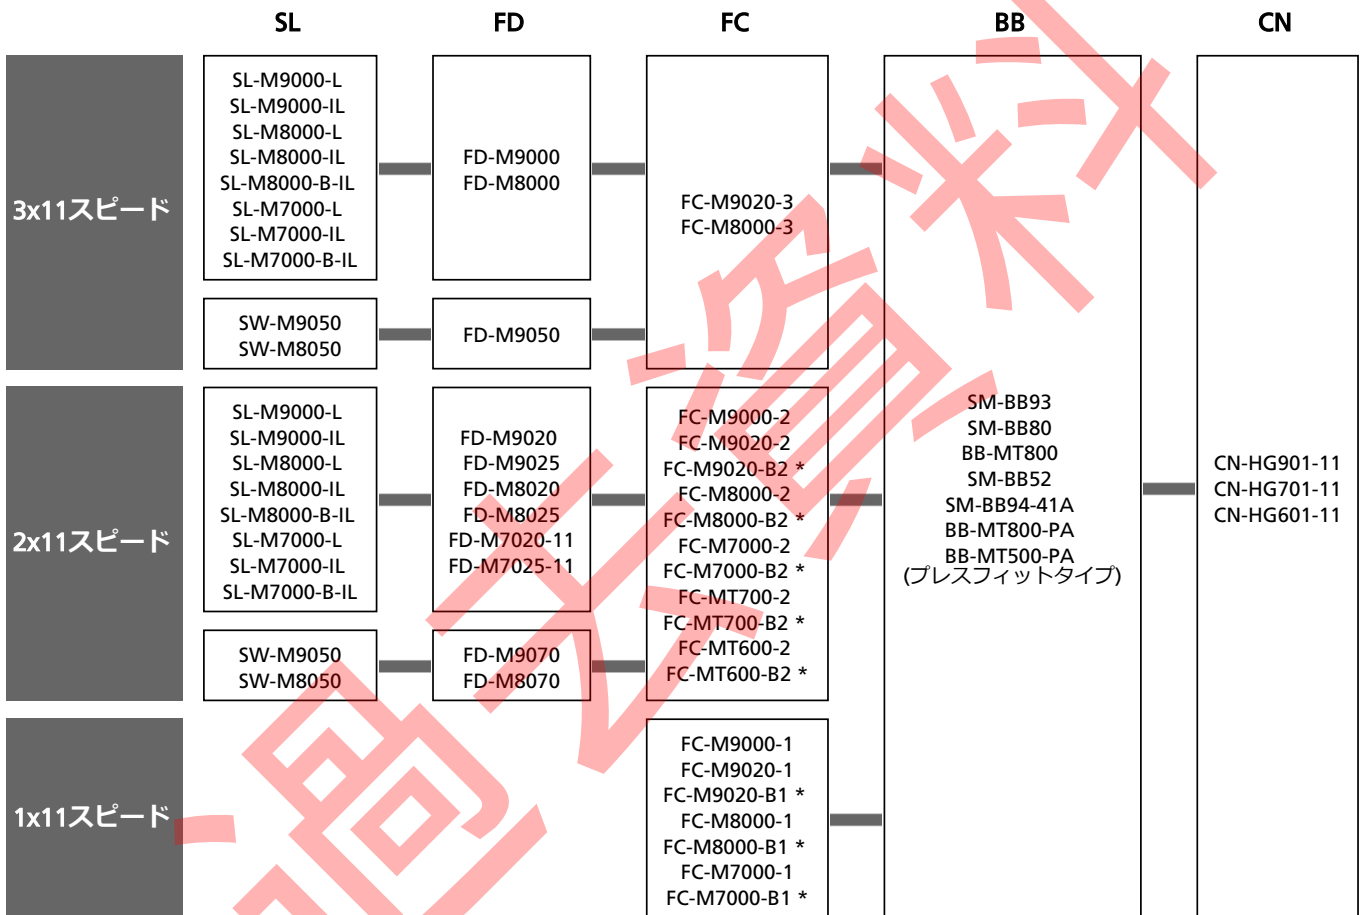 SL FD FC BB CN
3x11スピード
SL-M9000-L
SL-M9000-IL
SL-M8000-L
SL-M8000-IL
SL-M8000-B-IL
SL-M7000-L
SL-M7000-IL
SL-M7000-B-IL
FD-M9000
FD-M8000
SW-M9050
SW-M8050
FD-M9050
FC-M9020-3
FC-M8000-3
2x11スピード
SL-M9000-L
SL-M9000-IL
SL-M8000-L
SL-M8000-IL
SL-M8000-B-IL
SL-M7000-L
SL-M7000-IL
SL-M7000-B-IL
FD-M9020
FD-M9025
FD-M8020
FD-M8025
FD-M7020-11
FD-M7025-11
SW-M9050
SW-M8050
FD-M9070
FD-M8070
FC-M9000-2
FC-M9020-2
FC-M9020-B2 *
FC-M8000-2
FC-M8000-B2 *
FC-M7000-2
FC-M7000-B2 *
FC-MT700-2
FC-MT700-B2 *
FC-MT600-2
FC-MT600-B2 *
1x11スピード
FC-M9000-1
FC-M9020-1
FC-M9020-B1 *
FC-M8000-1
FC-M8000-B1 *
FC-M7000-1
FC-M7000-B1 *
SM-BB93
SM-BB80
BB-MT800
SM-BB52
SM-BB94-41A
BB-MT800-PA
BB-MT500-PA
(プレスフィットタイプ)
CN-HG901-11
CN-HG701-11
CN-HG601-11
過去資料